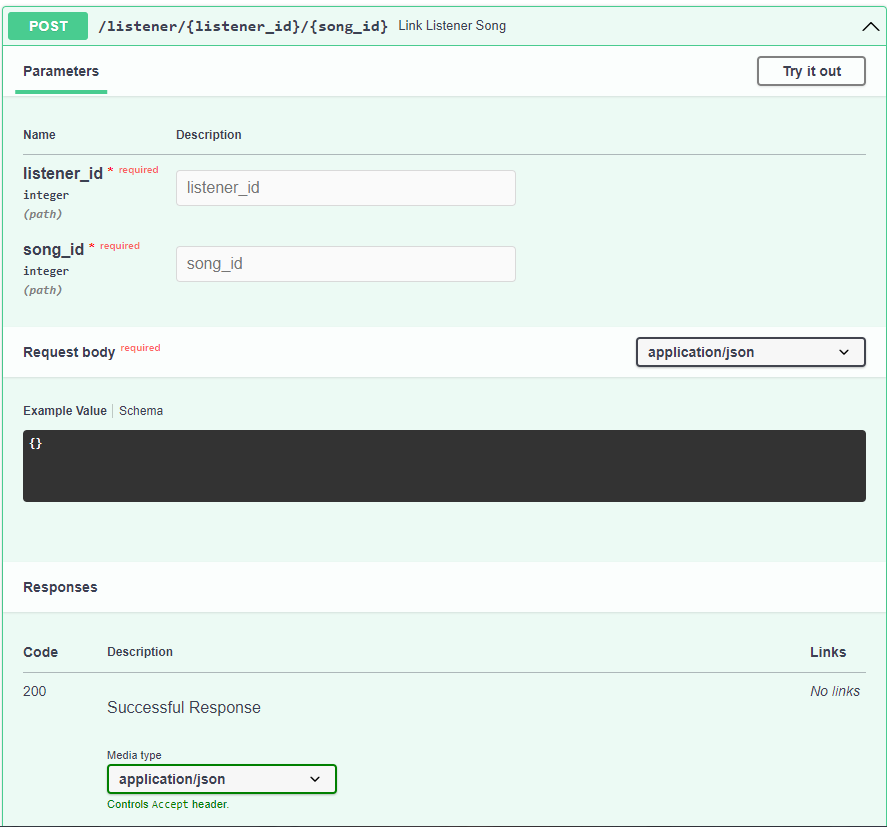 POST /listener/{listener_id}/{song_id} Link Listener Song
Parameters Try it out
Name Description
listener_id * required
integer
(path)
listener_id
song_id * required
integer
(path)
song_id
Request body required application/json
Example Value Schema
{}
Responses
Code Description Links
200 Successful Response No links
Media type
application/json
Controls Accept header.